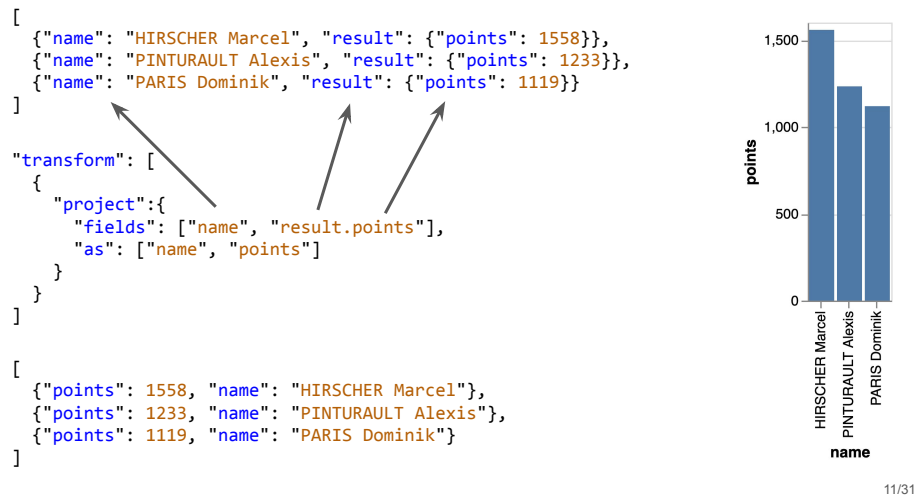 [
  {"name": "HIRSCHER Marcel", "result": {"points": 1558}},
  {"name": "PINTURAULT Alexis", "result": {"points": 1233}},
  {"name": "PARIS Dominik", "result": {"points": 1119}}
]
"transform": [
  {
    "project":{
      "fields": ["name", "result.points"],
      "as": ["name", "points"]
    }
  }
]
[
  {"points": 1558, "name": "HIRSCHER Marcel"},
  {"points": 1233, "name": "PINTURAULT Alexis"},
  {"points": 1119, "name": "PARIS Dominik"}
]
points
1,500
1,000
500
0
HIRSCHER Marcel
PINTURAULT Alexis
PARIS Dominik
name
11/31